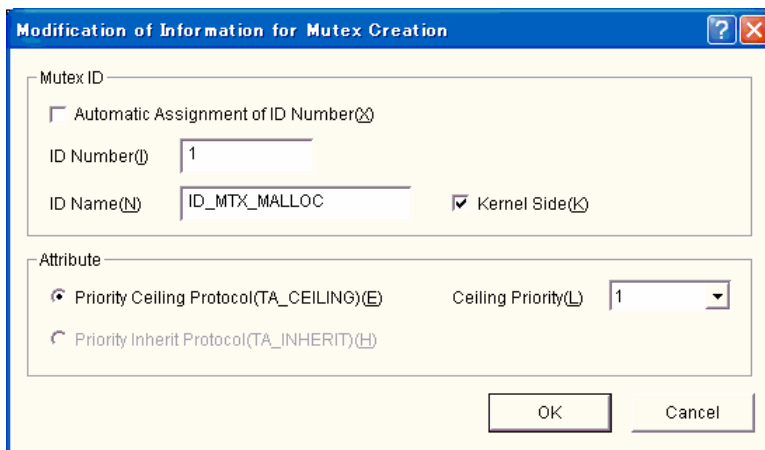 Modification of Information for Mutex Creation
Mutex ID
Automatic Assignment of ID Number(X)
ID Number(I) 1
ID Name(N) ID_MTX_MALLOC Kernel Side(K)
Attribute
Priority Ceiling Protocol(TA_CEILING)(E) Ceiling Priority(L) 1
Priority Inherit Protocol(TA_INHERIT)(H)
OK Cancel